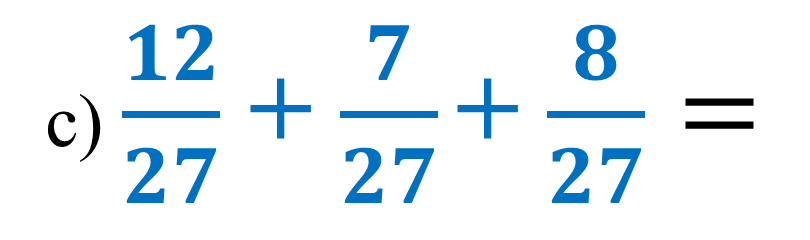 c) 12/27 + 7/27 + 8/27 =